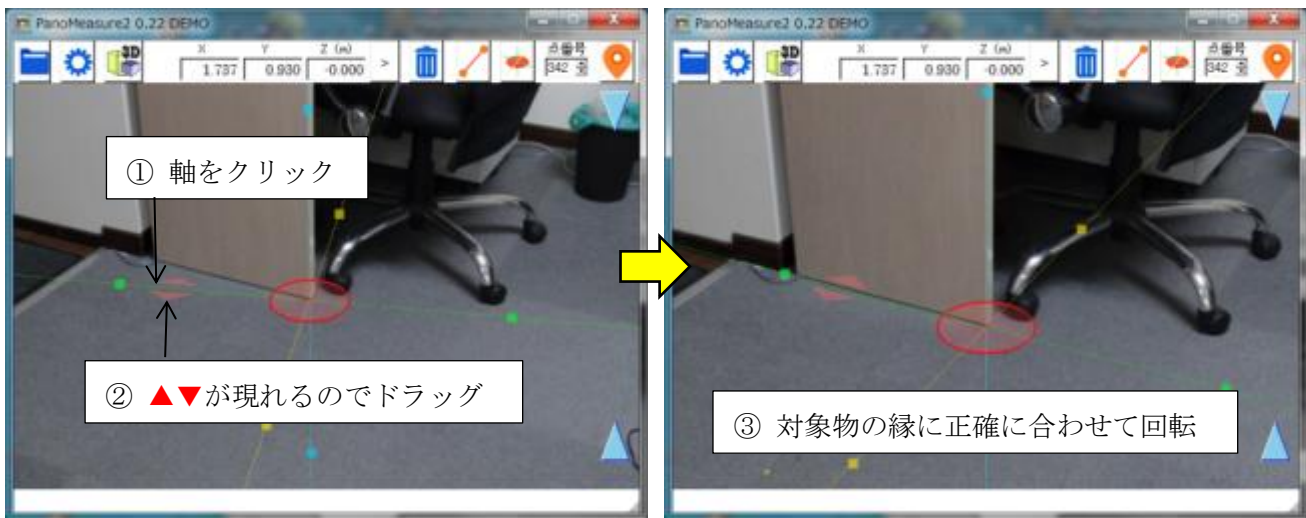 PanoMeasure2 0.22 DEMO
3D
X Y Z (m)
1.737 0.930 -0.000 >
点番号
342
① 軸をクリック
② ▲▼が現れるのでドラッグ
PanoMeasure2 0.22 DEMO
3D
X Y Z (m)
1.737 0.930 -0.000 >
点番号
342
③ 対象物の縁に正確に合わせて回転